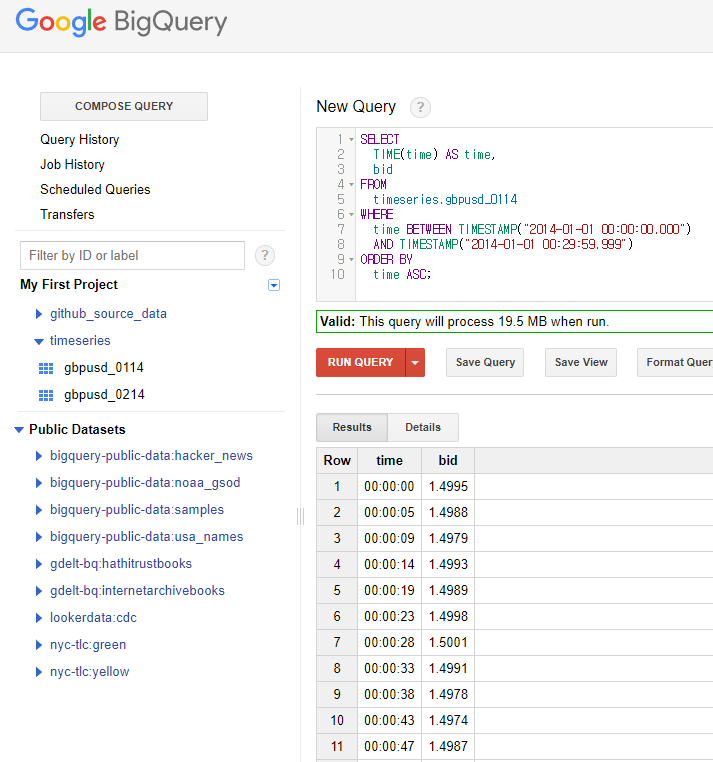 Google BigQuery
COMPOSE QUERY
Query History
Job History
Scheduled Queries
Transfers
Filter by ID or label
?
My First Project
github_source_data
timeseries
gbpusd_0114
gbpusd_0214
Public Datasets
bigquery-public-data:hacker_news
bigquery-public-data:noaa_gsod
bigquery-public-data:samples
bigquery-public-data:usa_names
gdelt-bq:hathitrustbooks
gdelt-bq:internetarchivebooks
lookerdata:cdc
nyc-tlc:green
nyc-tlc:yellow
New Query ?
1 SELECT
2 TIME(time) AS time,
3 bid
4 FROM
5 timeseries.gbpusd_0114
6 WHERE
7 time BETWEEN TIMESTAMP("2014-01-01 00:00:00.000")
8 AND TIMESTAMP("2014-01-01 00:29:59.999")
9 ORDER BY
10 time ASC;
Valid: This query will process 19.5 MB when run.
RUN QUERY Save Query Save View Format Quer
Results Details
Row time bid
1 00:00:00 1.4995
2 00:00:05 1.4988
3 00:00:09 1.4979
4 00:00:14 1.4993
5 00:00:19 1.4989
6 00:00:23 1.4998
7 00:00:28 1.5001
8 00:00:33 1.4991
9 00:00:38 1.4978
10 00:00:43 1.4974
11 00:00:47 1.4987